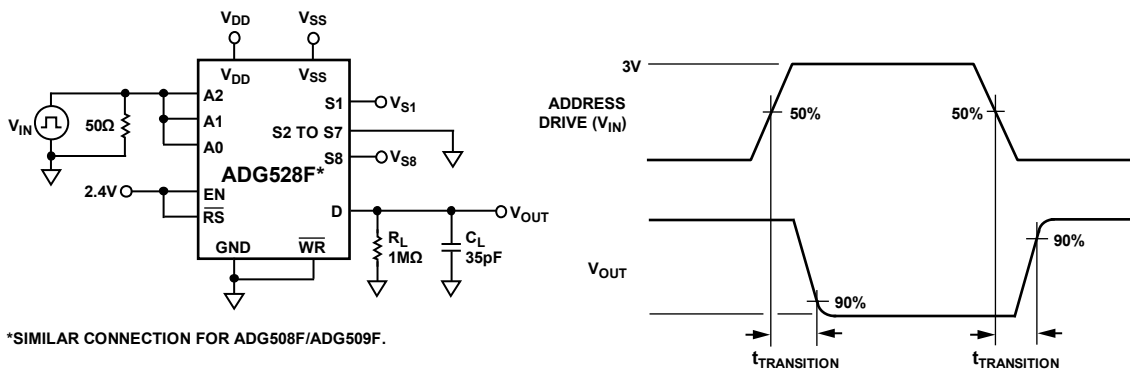 VDD
VSS
VDD
VSS
A2
A1
A0
VIN
50Ω
S1
VS1
S2 TO S7
S8
VS8
ADG528F*
2.4V
EN
RS
D
VOUT
GND
WR
RL
1MΩ
CL
35pF
*SIMILAR CONNECTION FOR ADG508F/ADG509F.
3V
ADDRESS
DRIVE (VIN)
50%
50%
90%
VOUT
90%
tTRANSITION
tTRANSITION